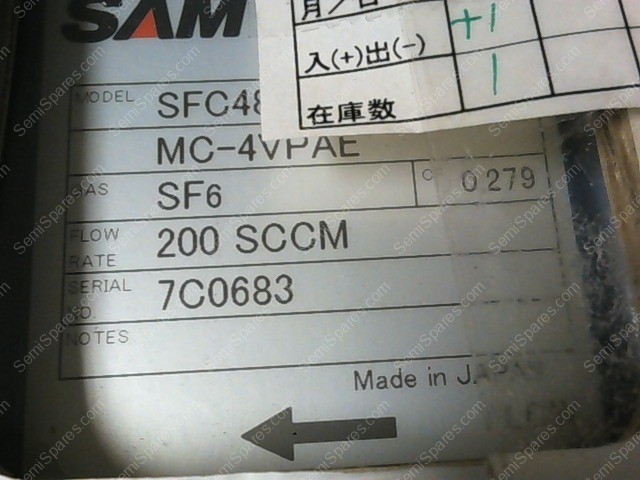 SAM
月/日
+1
入(+)出(-)
在庫数
1
MODEL SFC48
MC-4VPAE
GAS SF6 0279
FLOW RATE 200 SCCM
SERIAL NO. 7C0683
NOTES
Made in JAPAN
SemiSpares.com